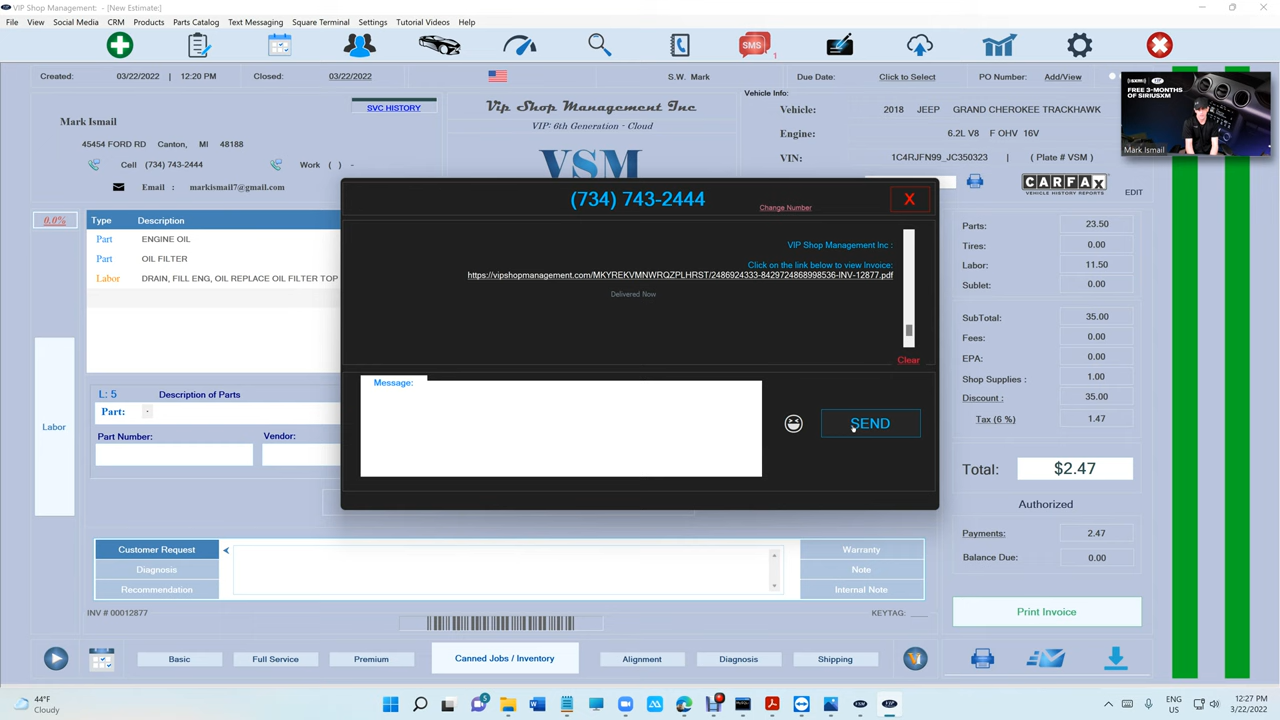 VIP Shop Management: - [New Estimate:]
File View Social Media CRM Products Parts Catalog Text Messaging Square Terminal Settings Tutorial Videos Help
SMS 1
Created: 03/22/2022 | 12:20 PM Closed: 03/22/2022 S.W. Mark Due Date: Click to Select PO Number: Add/View
SVC HISTORY
Mark Ismail
45454 FORD RD Canton, MI 48188
Cell (734) 743-2444 Work ( ) -
Email : markismail7@gmail.com
Vip Shop Management Inc
VIP: 6th Generation - Cloud
VSM
Vehicle Info:
Vehicle: 2018 JEEP GRAND CHEROKEE TRACKHAWK
Engine: 6.2L V8 F OHV 16V
VIN: 1C4RJFN99_JC350323 | ( Plate # VSM )
CARFAX
VEHICLE HISTORY REPORTS
EDIT
FREE 3-MONTHS
OF SIRIUSXM
Mark Ismail
0.0%
Type Description
Part ENGINE OIL
Part OIL FILTER
Labor DRAIN, FILL ENG, OIL REPLACE OIL FILTER TOP
(734) 743-2444
Change Number
X
VIP Shop Management Inc :
Click on the link below to view Invoice:
https://vipshopmanagement.com/MKYREKVMNWRQZPLHRST/2486924333-8429724868998536-INV-12877.pdf
Delivered Now
Clear
Message:
SEND
Parts: 23.50
Tires: 0.00
Labor: 11.50
Sublet: 0.00
SubTotal: 35.00
Fees: 0.00
EPA: 0.00
Shop Supplies : 1.00
Discount : 35.00
Tax (6 %) 1.47
Total: $2.47
Authorized
Payments: 2.47
Balance Due: 0.00
Print Invoice
Labor
L: 5 Description of Parts
Part: -
Part Number: Vendor:
Customer Request
Diagnosis
Recommendation
Warranty
Note
Internal Note
INV # 00012877
KEYTAG: ___
Basic Full Service Premium Canned Jobs / Inventory Alignment Diagnosis Shipping
44°F
Cloudy
5
ENG
US
12:27 PM
3/22/2022